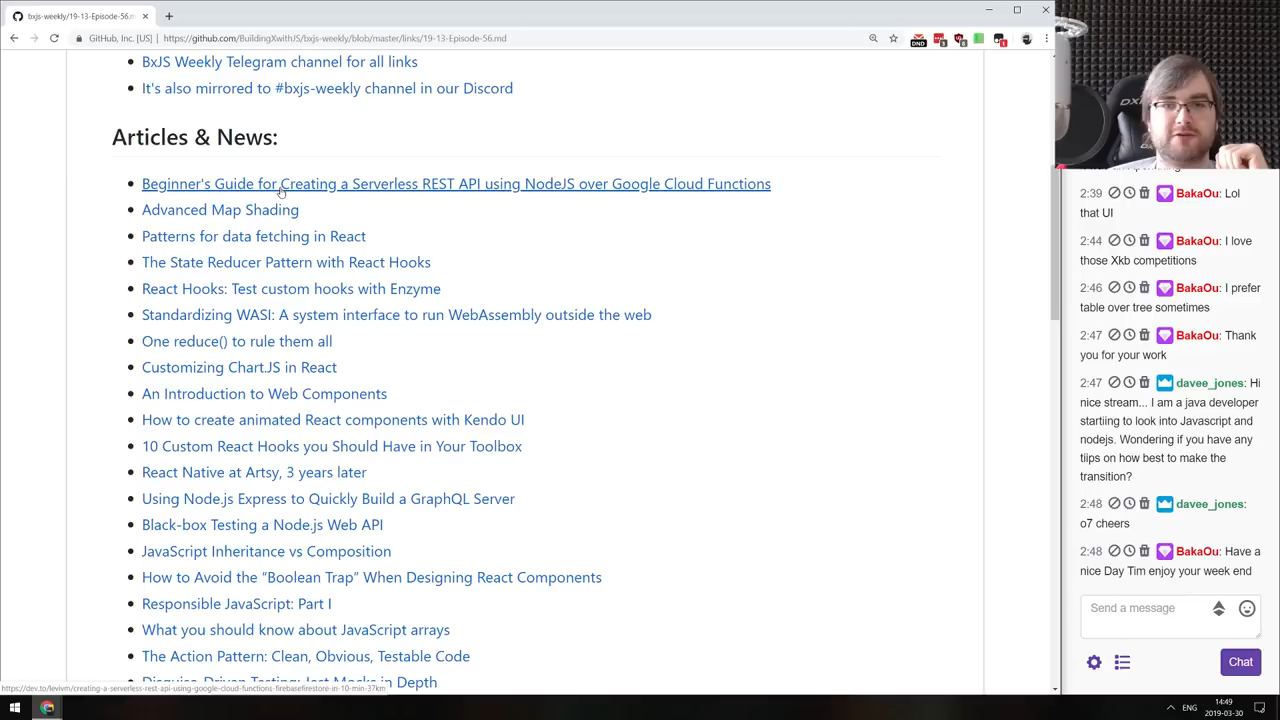 bxjs-weekly/19-13-Episode-56.m
GitHub, Inc. [US] | https://github.com/BuildingXwithJS/bxjs-weekly/blob/master/links/19-13-Episode-56.md
DND
3
8
1
BxJS Weekly Telegram channel for all links
It's also mirrored to #bxjs-weekly channel in our Discord
Articles & News:
Beginner's Guide for Creating a Serverless REST API using NodeJS over Google Cloud Functions
Advanced Map Shading
Patterns for data fetching in React
The State Reducer Pattern with React Hooks
React Hooks: Test custom hooks with Enzyme
Standardizing WASI: A system interface to run WebAssembly outside the web
One reduce() to rule them all
Customizing Chart.JS in React
An Introduction to Web Components
How to create animated React components with Kendo UI
10 Custom React Hooks you Should Have in Your Toolbox
React Native at Artsy, 3 years later
Using Node.js Express to Quickly Build a GraphQL Server
Black-box Testing a Node.js Web API
JavaScript Inheritance vs Composition
How to Avoid the “Boolean Trap” When Designing React Components
Responsible JavaScript: Part I
What you should know about JavaScript arrays
The Action Pattern: Clean, Obvious, Testable Code
Driven Testing: Jest Mocks in Depth
https://dev.to/levivm/creating-a-serverless-rest-api-using-google-cloud-functions-firebasefirestore-in-10-min-37km
DX
2:39 BakaOu: Lol
that UI
2:44 BakaOu: I love
those Xkb competitions
2:46 BakaOu: I prefer
table over tree sometimes
2:47 BakaOu: Thank
you for your work
2:47 davee_jones: Hi
nice stream... I am a java developer
startiing to look into Javascript and
nodejs. Wondering if you have any
tiips on how best to make the
transition?
2:48 davee_jones:
o7 cheers
2:48 BakaOu: Have a
nice Day Tim enjoy your week end
Send a message
Chat
ENG
14:49
2019-03-30